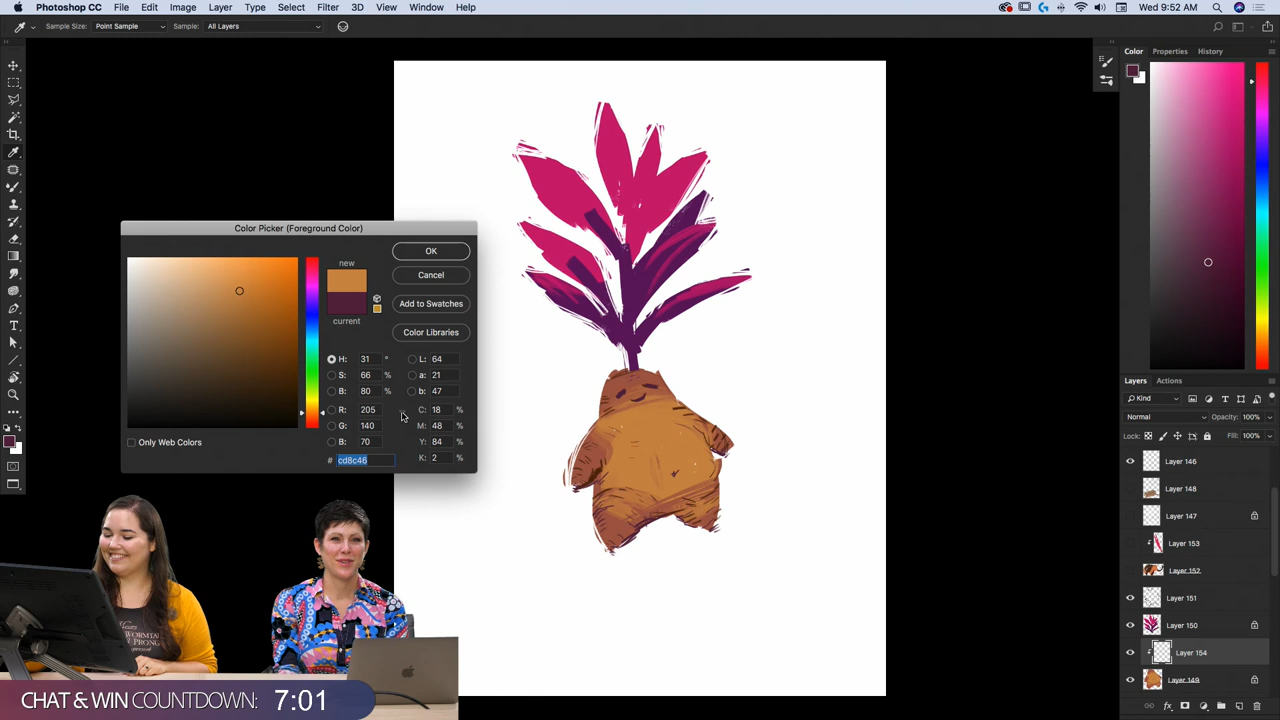 Photoshop CC File Edit Image Layer Type Select Filter 3D View Window Help Wed 9:52 AM
Sample Size: Point Sample Sample: All Layers
Color Properties History
Color Picker (Foreground Color)
OK
new
Cancel
Add to Swatches
current
Color Libraries
H: 31 ° L: 64
S: 66 % a: 21
B: 80 % b: 47
R: 205 C: 18 %
G: 140 M: 48 %
B: 70 Y: 84 %
# cd8c46 K: 2 %
Only Web Colors
Layers Actions
Kind
Normal Opacity: 100%
Lock: Fill: 100%
Layer 146
Layer 148
Layer 147
Layer 153
Layer 152
Layer 151
Layer 150
Layer 154
Layer 149
fx
CHAT & WIN COUNTDOWN: 7:01